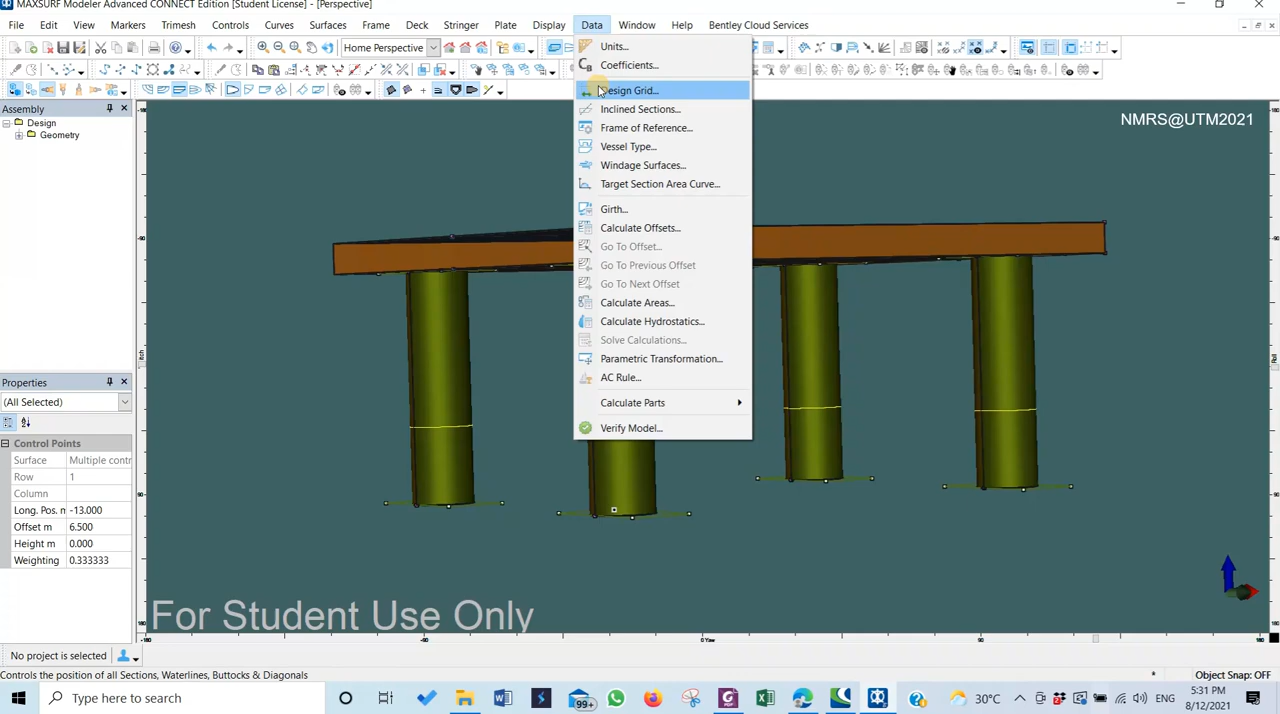 MAXSURF Modeler Advanced CONNECT Edition (Student License) - [Perspective]
File Edit View Markers Trimesh Controls Curves Surfaces Frame Deck Stringer Plate Display Data Window Help Bentley Cloud Services
Home Perspective
Units...
Coefficients...
Design Grid...
Inclined Sections...
Frame of Reference...
Vessel Type...
Windage Surfaces...
Target Section Area Curve...
Girth...
Calculate Offsets...
Go To Offset...
Go To Previous Offset
Go To Next Offset
Calculate Areas...
Calculate Hydrostatics...
Solve Calculations...
Parametric Transformation...
AC Rule...
Calculate Parts
Verify Model...
Assembly
Design
Geometry
NMRS@UTM2021
Properties
(All Selected)
Control Points
Surface Multiple contr
Row 1
Column
Long. Pos. m -13.000
Offset m 6.500
Height m 0.000
Weighting 0.333333
For Student Use Only
0 Yaw
No project is selected
Controls the position of all Sections, Waterlines, Buttocks & Diagonals
Object Snap: OFF
Type here to search
99+
30°C
ENG
5:31 PM
8/12/2021